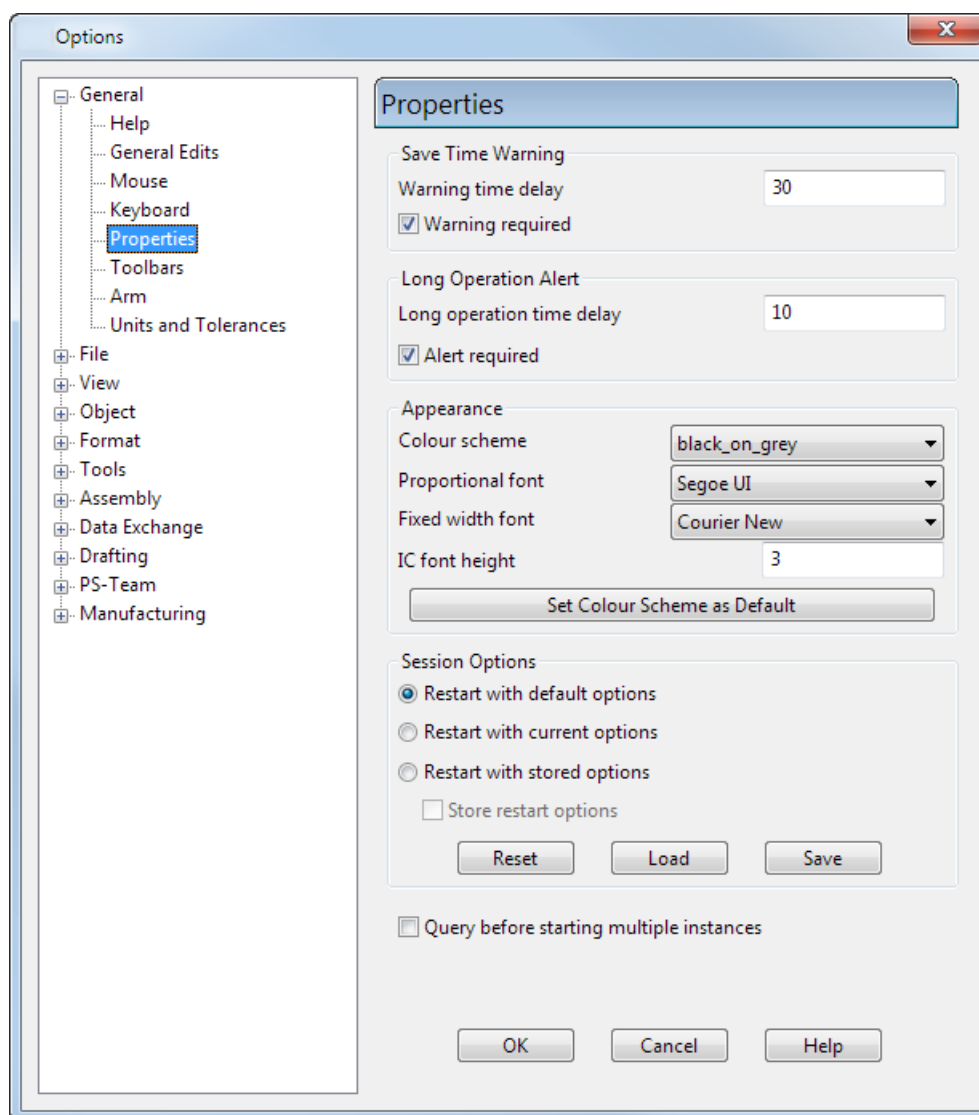 Options
General
Help
General Edits
Mouse
Keyboard
Properties
Toolbars
Arm
Units and Tolerances
File
View
Object
Format
Tools
Assembly
Data Exchange
Drafting
PS-Team
Manufacturing
Properties
Save Time Warning
Warning time delay 30
Warning required
Long Operation Alert
Long operation time delay 10
Alert required
Appearance
Colour scheme black_on_grey
Proportional font Segoe UI
Fixed width font Courier New
IC font height 3
Set Colour Scheme as Default
Session Options
Restart with default options
Restart with current options
Restart with stored options
Store restart options
Reset Load Save
Query before starting multiple instances
OK Cancel Help